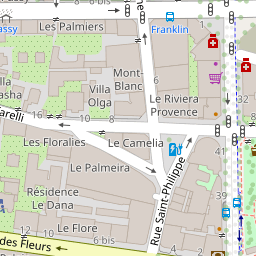 8
6 bis
Les Palmiers
Franklin
assy
Mont-
Blanc
Villa
Olga
Villa
asha
Le Riviera
Provence
32
arelli
16
10
8
Les Floralies
Le Camelia
39
Le Palmeira
Rue Saint-Philippe
41
Résidence
Le Dana
Le Flore
des Fleurs
6 bis